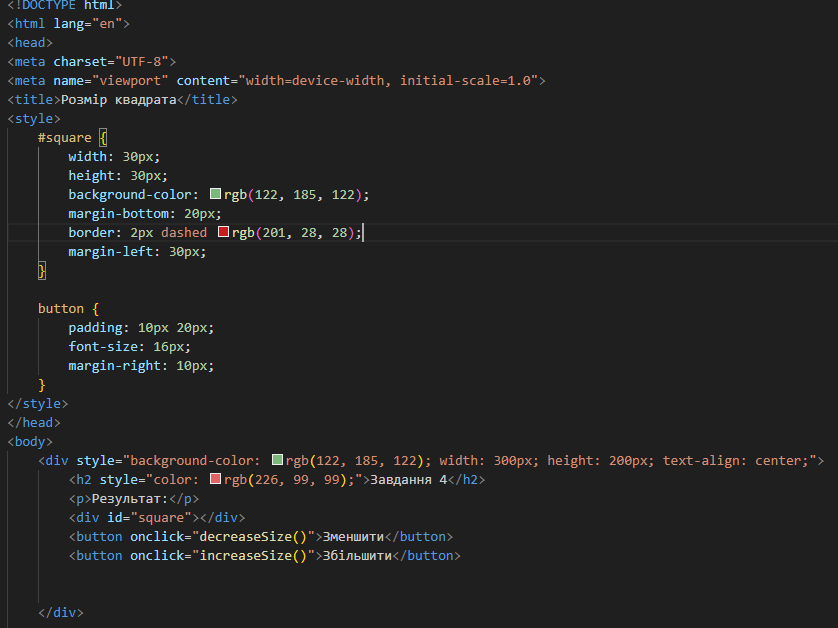 <!DOCTYPE html>
<html lang="en">
<head>
<meta charset="UTF-8">
<meta name="viewport" content="width=device-width, initial-scale=1.0">
<title>Розмір квадрата</title>
<style>
    #square {
        width: 30px;
        height: 30px;
        background-color: rgb(122, 185, 122);
        margin-bottom: 20px;
        border: 2px dashed rgb(201, 28, 28);
        margin-left: 30px;
    }

    button {
        padding: 10px 20px;
        font-size: 16px;
        margin-right: 10px;
    }
</style>
</head>
<body>
    <div style="background-color: rgb(122, 185, 122); width: 300px; height: 200px; text-align: center;">
        <h2 style="color: rgb(226, 99, 99);">Завдання 4</h2>
        <p>Результат:</p>
        <div id="square"></div>
        <button onclick="decreaseSize()">Зменшити</button>
        <button onclick="increaseSize()">Збільшити</button>

    </div>